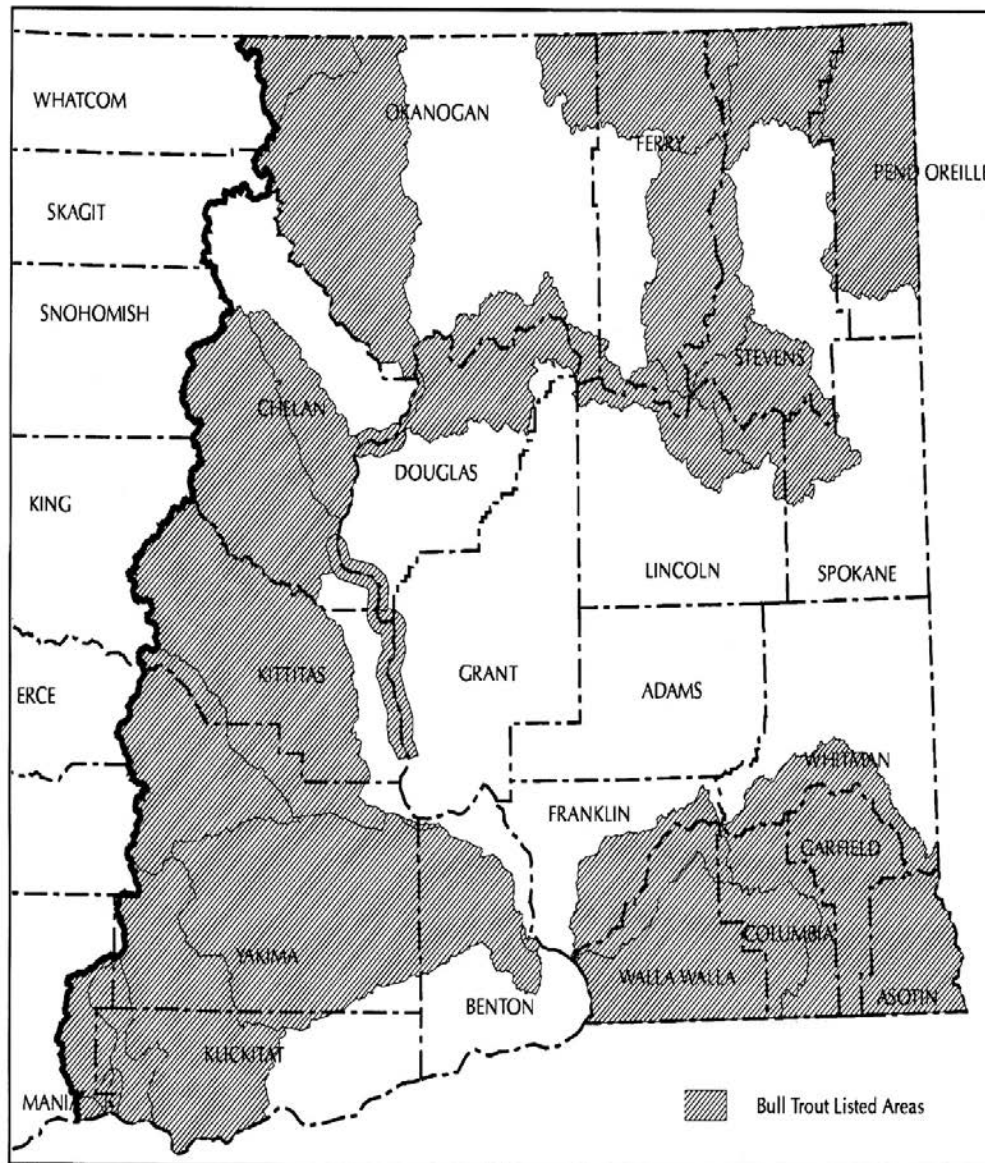 WHATCOM
OKANOGAN
FERRY
PEND OREILLE
SKAGIT
SNOHOMISH
STEVENS
CHELAN
DOUGLAS
KING
LINCOLN
SPOKANE
KITTITAS
GRANT
ADAMS
ERCE
WHITMAN
FRANKLIN
GARFIELD
COLUMBIA
YAKIMA
WALLA WALLA
ASOTIN
BENTON
KLICKITAT
MANIA
Bull Trout Listed Areas